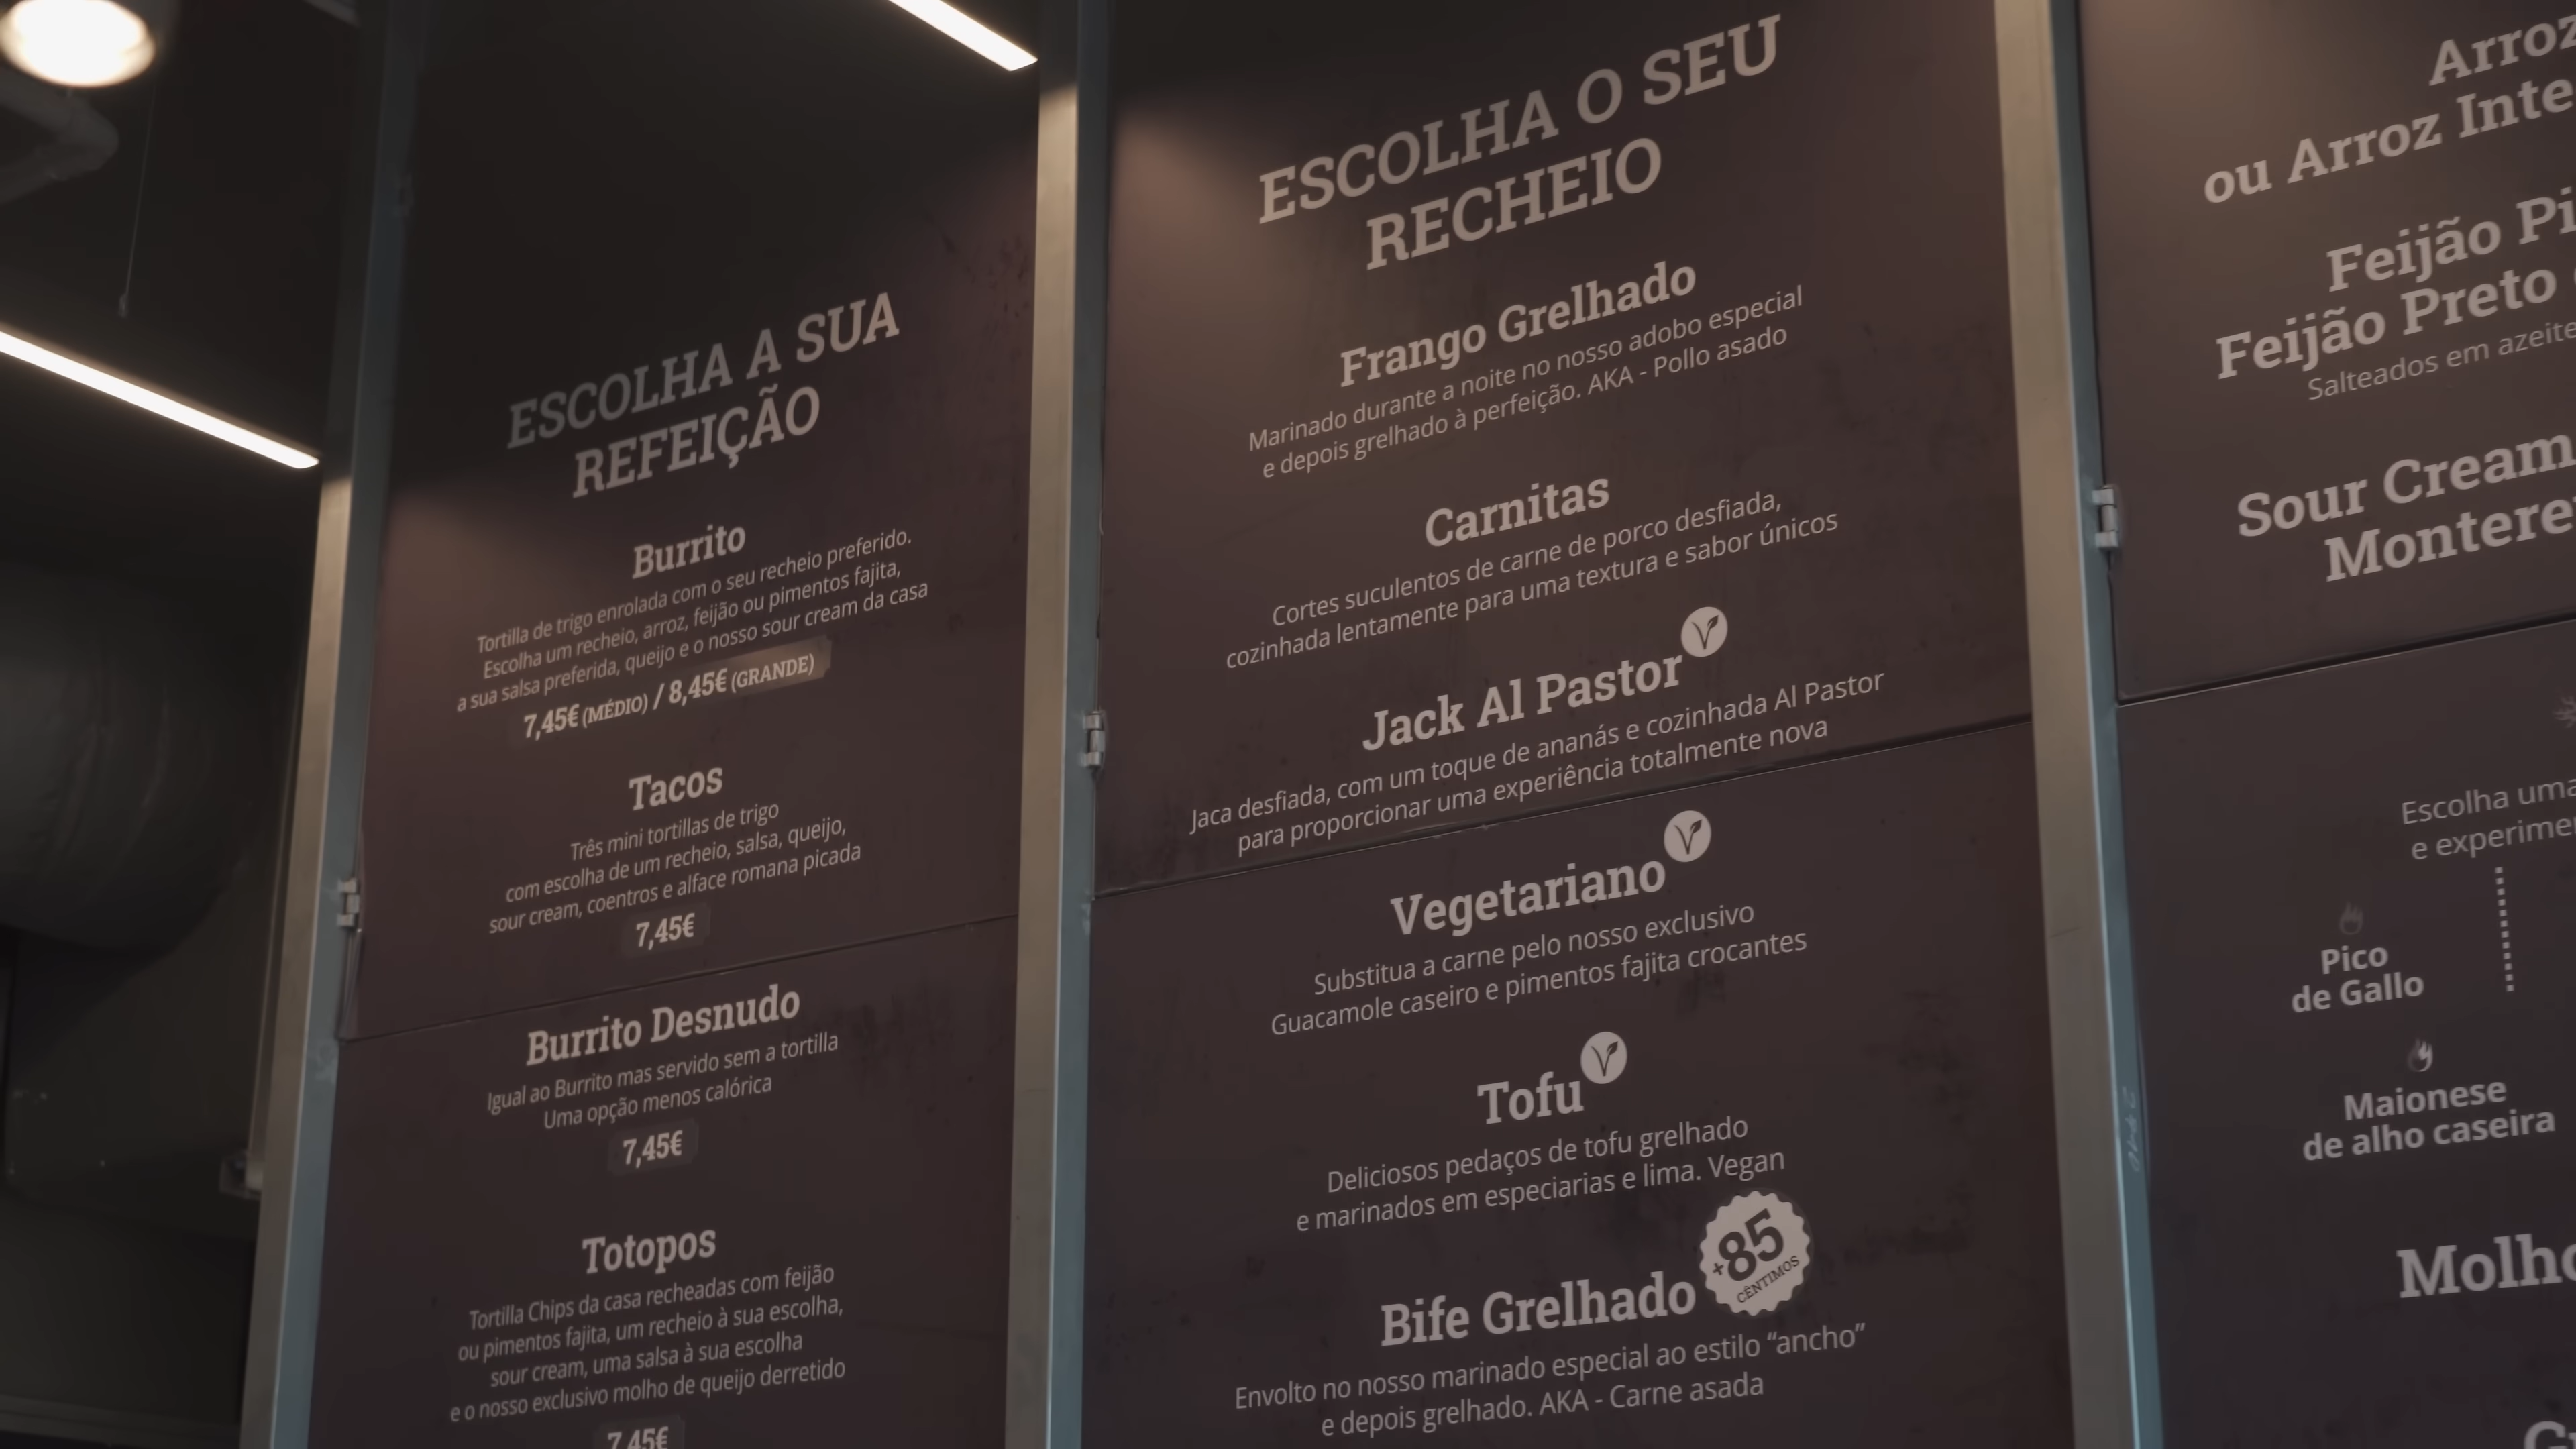 ESCOLHA A SUA
REFEIÇÃO
Burrito
Tortilla de trigo enrolada com o seu recheio preferido.
Escolha um recheio, arroz, feijão ou pimentos fajita,
a sua salsa preferida, queijo e o nosso sour cream da casa
7,45€ (MÉDIO) / 8,45€ (GRANDE)
Tacos
Três mini tortillas de trigo
com escolha de um recheio, salsa, queijo,
sour cream, coentros e alface romana picada
7,45€
Burrito Desnudo
Igual ao Burrito mas servido sem a tortilla
Uma opção menos calórica
7,45€
Totopos
Tortilla Chips da casa recheadas com feijão
ou pimentos fajita, um recheio à sua escolha,
sour cream, uma salsa à sua escolha
e o nosso exclusivo molho de queijo derretido
7,45€
ESCOLHA O SEU
RECHEIO
Frango Grelhado
Marinado durante a noite no nosso adobo especial
e depois grelhado à perfeição. AKA - Pollo asado
Carnitas
Cortes suculentos de carne de porco desfiada,
cozinhada lentamente para uma textura e sabor únicos
Jack Al Pastor
Jaca desfiada, com um toque de ananás e cozinhada Al Pastor
para proporcionar uma experiência totalmente nova
Vegetariano
Substitua a carne pelo nosso exclusivo
Guacamole caseiro e pimentos fajita crocantes
Tofu
Deliciosos pedaços de tofu grelhado
e marinados em especiarias e lima. Vegan
Bife Grelhado
+85
CÊNTIMOS
Envolto no nosso marinado especial ao estilo “ancho”
e depois grelhado. AKA - Carne asada
Arroz
ou Arroz
Feijão
Feijão Preto
Salteados em azeite
Sour Cream
Escolha uma
e
Pico
de Gallo
Maionese
de alho caseira